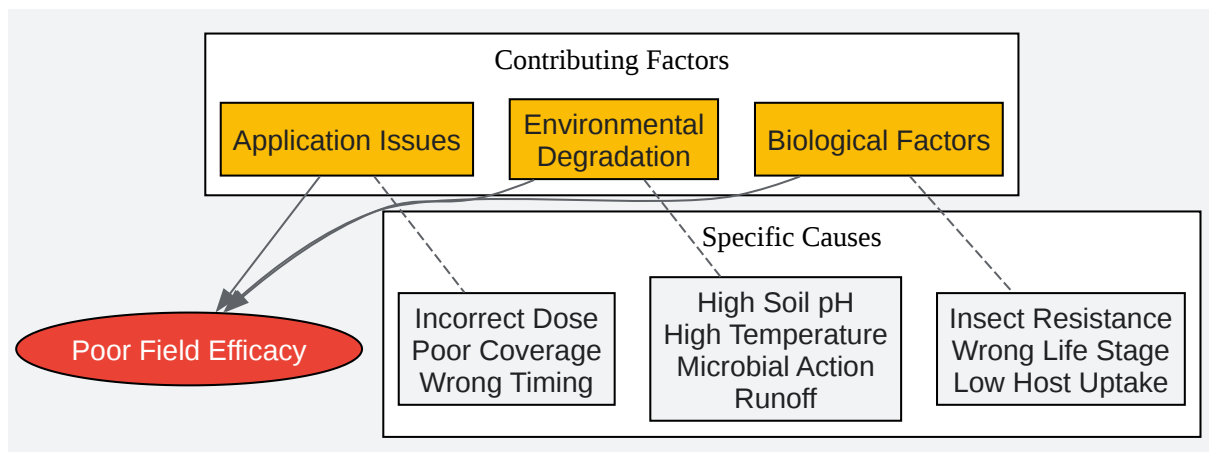 Contributing Factors
Application Issues
Environmental
Degradation
Biological Factors
Specific Causes
Poor Field Efficacy
Incorrect Dose
Poor Coverage
Wrong Timing
High Soil pH
High Temperature
Microbial Action
Runoff
Insect Resistance
Wrong Life Stage
Low Host Uptake